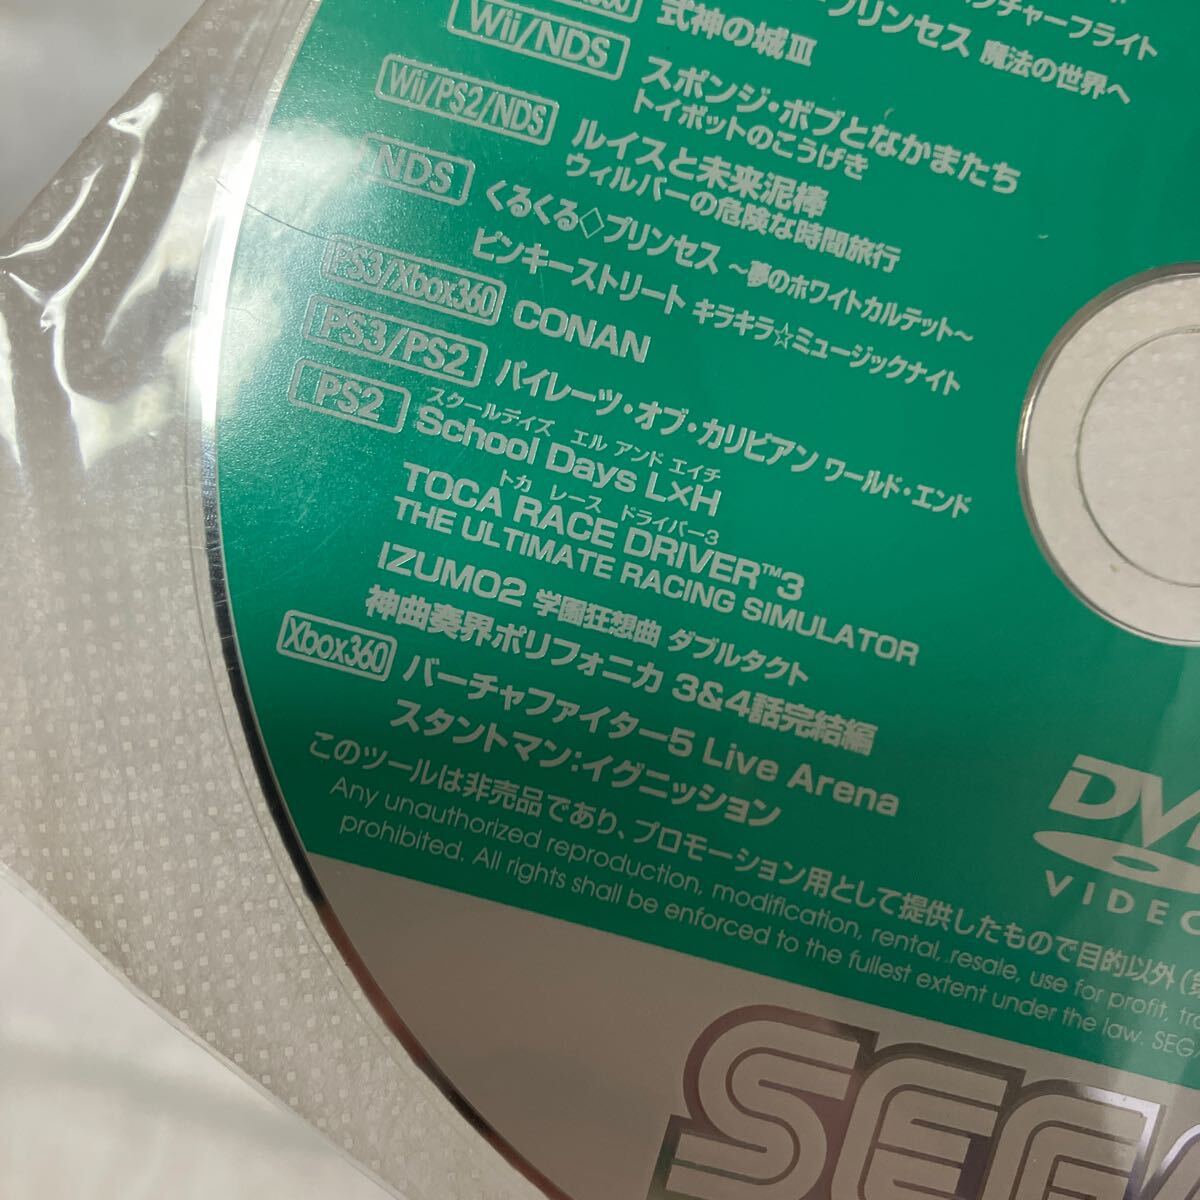 クチャーフライト
プリンセス 魔法の世界へ
式神の城III
Wii/NDS スポンジ・ボブとなかまたち
トイボットのこうげき
Wii/PS2/NDS ルイスと未来泥棒
ウィルバーの危険な時間旅行
NDS くるくる◇プリンセス ～夢のホワイトカルテット～
ピンキーストリート キラキラ☆ミュージックナイト
PS3/Xbox360 CONAN
PS3/PS2 パイレーツ・オブ・カリビアン ワールド・エンド
スクールデイズ エル アンド エイチ
PS2 School Days L×H
トカ レース ドライバー3
TOCA RACE DRIVER™3
THE ULTIMATE RACING SIMULATOR
IZUMO2 学園狂想曲 ダブルタクト
神曲奏界ポリフォニカ 3&4話完結編
Xbox360 バーチャファイター5 Live Arena
スタントマン:イグニッション
このツールは非売品であり、プロモーション用として提供したもので目的以外(
Any unauthorized reproduction, modification, rental, resale, use for profit,
prohibited. All rights shall be enforced to the fullest extent under the law.
DV
VIDEO
SEGA